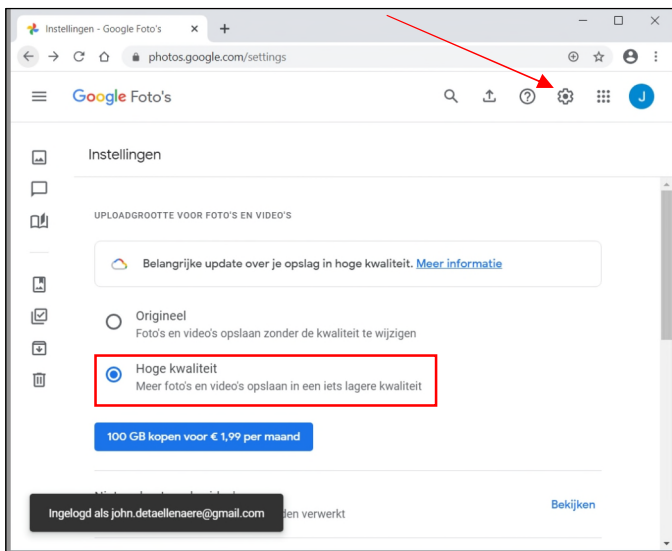 Instellingen - Google Foto's
photos.google.com/settings
Google Foto's
J
Instellingen
UPLOADGROOTTE VOOR FOTO'S EN VIDEO'S
Belangrijke update over je opslag in hoge kwaliteit. Meer informatie
Origineel
Foto's en video's opslaan zonder de kwaliteit te wijzigen
Hoge kwaliteit
Meer foto's en video's opslaan in een iets lagere kwaliteit
100 GB kopen voor € 1,99 per maand
Bekijken
Ingelogd als john.detaellenaere@gmail.com
den verwerkt